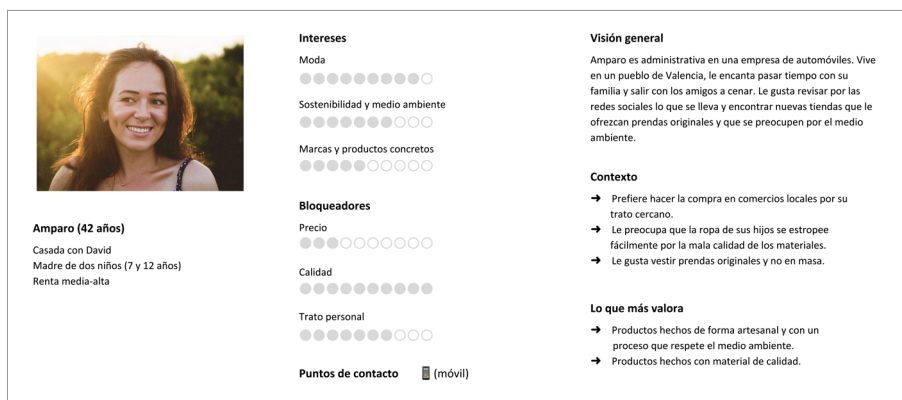 Amparo (42 años)
Casada con David
Madre de dos niños (7 y 12 años)
Renta media-alta
Intereses
Moda
Sostenibilidad y medio ambiente
Marcas y productos concretos
Bloqueadores
Precio
Calidad
Trato personal
Puntos de contacto (móvil)
Visión general
Amparo es administrativa en una empresa de automóviles. Vive
en un pueblo de Valencia, le encanta pasar tiempo con su
familia y salir con los amigos a cenar. Le gusta revisar por las
redes sociales lo que se lleva y encontrar nuevas tiendas que le
ofrezcan prendas originales y que se preocupen por el medio
ambiente.
Contexto
➔ Prefiere hacer la compra en comercios locales por su
trato cercano.
➔ Le preocupa que la ropa de sus hijos se estropee
fácilmente por la mala calidad de los materiales.
➔ Le gusta vestir prendas originales y no en masa.
Lo que más valora
➔ Productos hechos de forma artesanal y con un
proceso que respete el medio ambiente.
➔ Productos hechos con material de calidad.